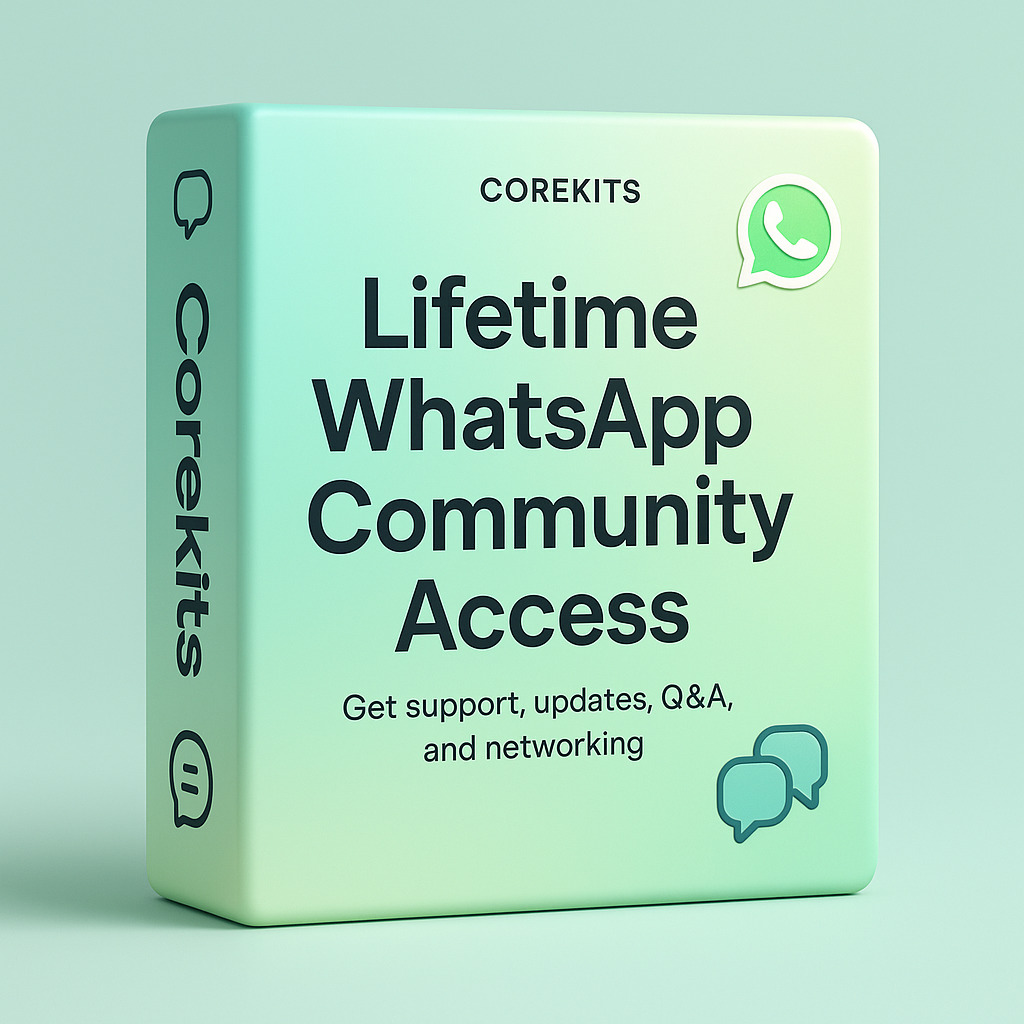 COREKITS
Lifetime
WhatsApp
Community
Access
Get support, updates, Q&A,
and networking
Corekits